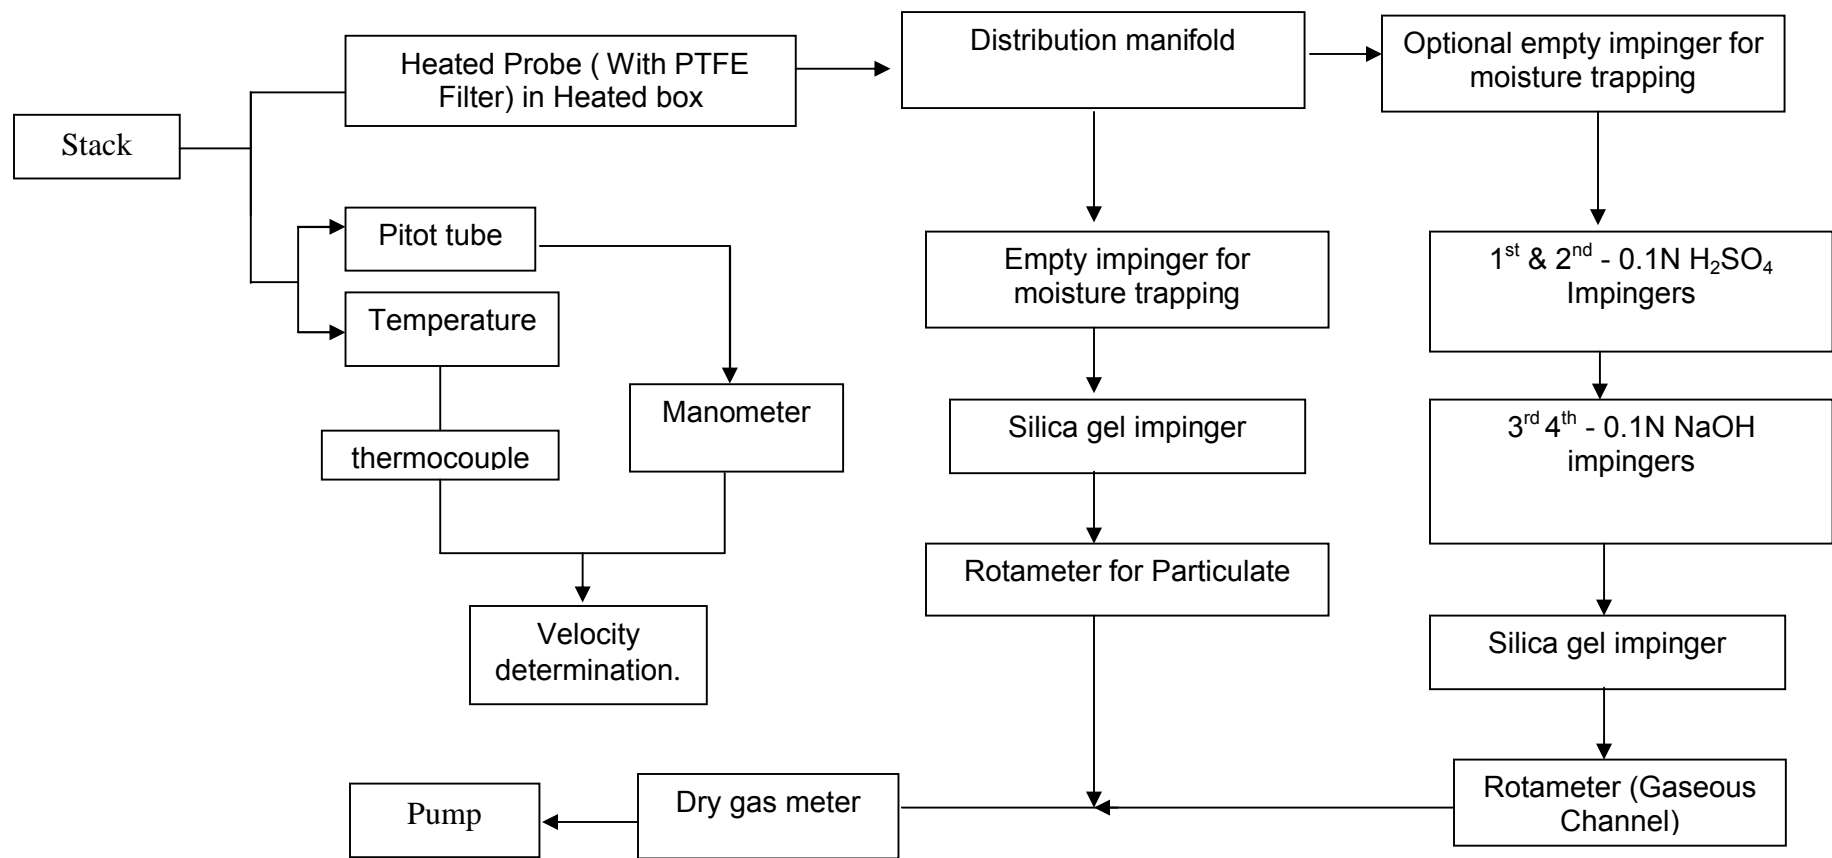 Stack
Heated Probe ( With PTFE
Filter) in Heated box
Distribution manifold
Optional empty impinger for
moisture trapping
Pitot tube
Temperature
thermocouple
Manometer
Velocity
determination.
Empty impinger for
moisture trapping
Silica gel impinger
Rotameter for Particulate
1st & 2nd - 0.1N H2SO4
Impingers
3rd 4th - 0.1N NaOH
impingers
Silica gel impinger
Rotameter (Gaseous
Channel)
Dry gas meter
Pump